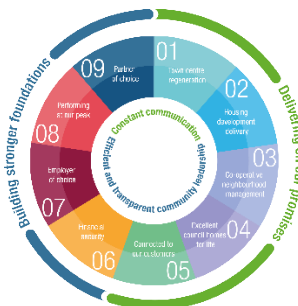 Building stronger foundations
Delivering our promises
Constant communication
Efficient and transparent community leadership
01
Town centre
regeneration
02
Housing
development
delivery
03
Co-operative
neighbourhood
management
04
Excellent
council homes
for life
05
Connected to
our customers
06
Financial
security
07
Employer
of choice
08
Performing
at our peak
09
Partner
of choice